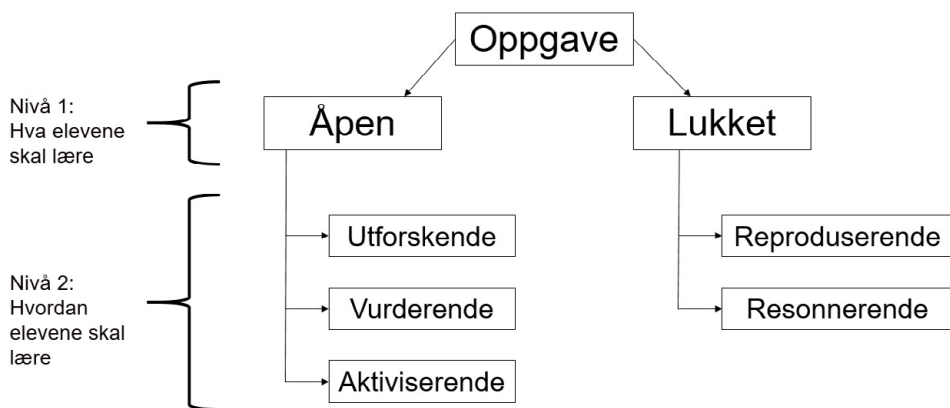 Oppgave
Nivå 1:
Hva elevene
skal lære
Åpen
Lukket
Nivå 2:
Hvordan
elevene skal
lære
Utforskende
Vurderende
Aktiviserende
Reproduserende
Resonnerende